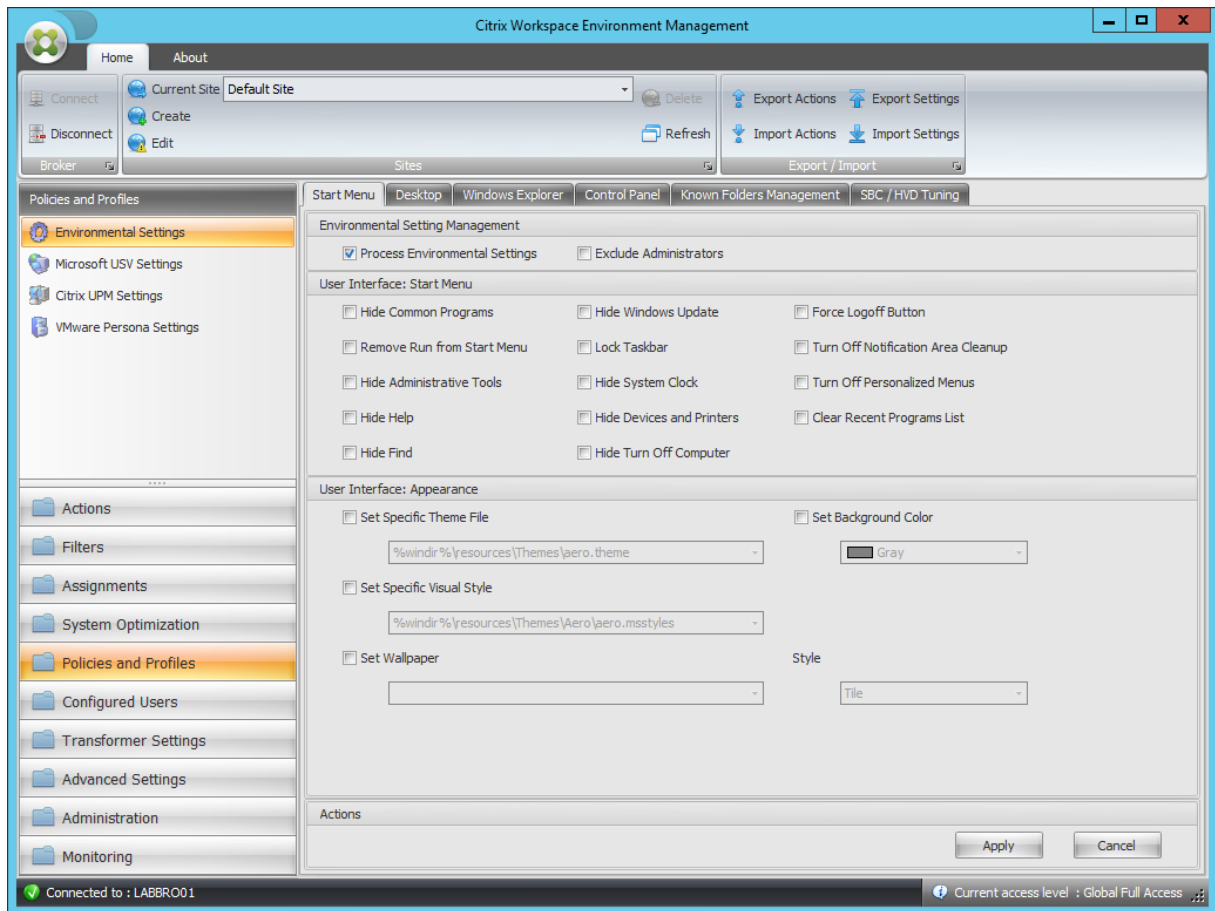 Citrix Workspace Environment Management
Home About
Connect
Disconnect
Broker
Current Site Default Site
Create
Edit
Delete
Refresh
Sites
Export Actions Export Settings
Import Actions Import Settings
Export / Import
Policies and Profiles
Environmental Settings
Microsoft USV Settings
Citrix UPM Settings
VMware Persona Settings
Actions
Filters
Assignments
System Optimization
Policies and Profiles
Configured Users
Transformer Settings
Advanced Settings
Administration
Monitoring
Start Menu Desktop Windows Explorer Control Panel Known Folders Management SBC / HVD Tuning
Environmental Setting Management
Process Environmental Settings Exclude Administrators
User Interface: Start Menu
Hide Common Programs Hide Windows Update Force Logoff Button
Remove Run from Start Menu Lock Taskbar Turn Off Notification Area Cleanup
Hide Administrative Tools Hide System Clock Turn Off Personalized Menus
Hide Help Hide Devices and Printers Clear Recent Programs List
Hide Find Hide Turn Off Computer
User Interface: Appearance
Set Specific Theme File Set Background Color
%windir%\resources\Themes\aero.theme Gray
Set Specific Visual Style
%windir%\resources\Themes\Aero\aero.msstyles
Set Wallpaper Style
Tile
Actions
Apply Cancel
Connected to : LABBRO01 Current access level : Global Full Access